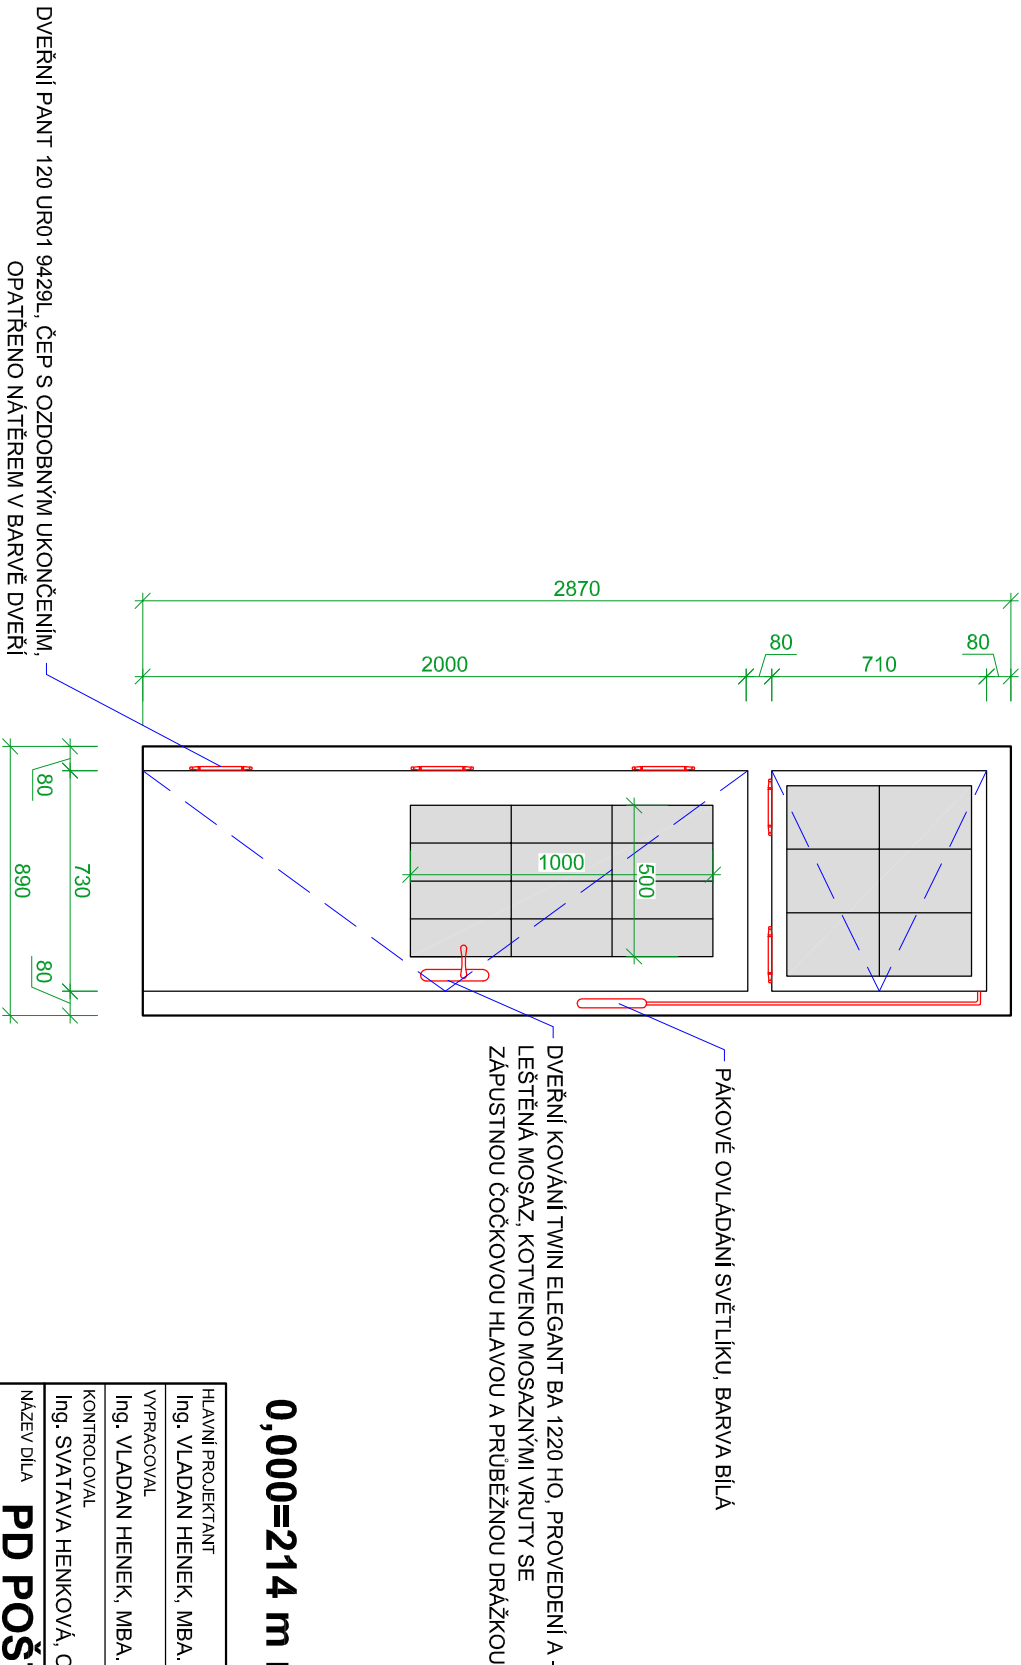 2870
80
80
2000
710
1000
500
80
730
80
890
DVEŘNÍ PANT 120 UR01 9429L, ČEP S OZDOBNÝM UKONČENÍM,
OPATŘENO NÁTĚREM V BARVĚ DVEŘÍ
PÁKOVÉ OVLÁDÁNÍ SVĚTLÍKU, BARVA BÍLÁ
DVEŘNÍ KOVÁNÍ TWIN ELEGANT BA 1220 HO, PROVEDENÍ A -
LEŠTĚNÁ MOSAZ, KOTVENO MOSAZNÝMI VRUTY SE
ZÁPUSTNOU ČOČKOVOU HLAVOU A PRŮBĚŽNOU DRÁŽKOU
0,000=214 m
HLAVNÍ PROJEKTANT
Ing. VLADAN HENEK, MBA.
VYPRACOVAL
Ing. VLADAN HENEK, MBA.
KONTROLOVAL
Ing. SVATAVA HENKOVÁ,
NÁZEV DÍLA
PD POŠ